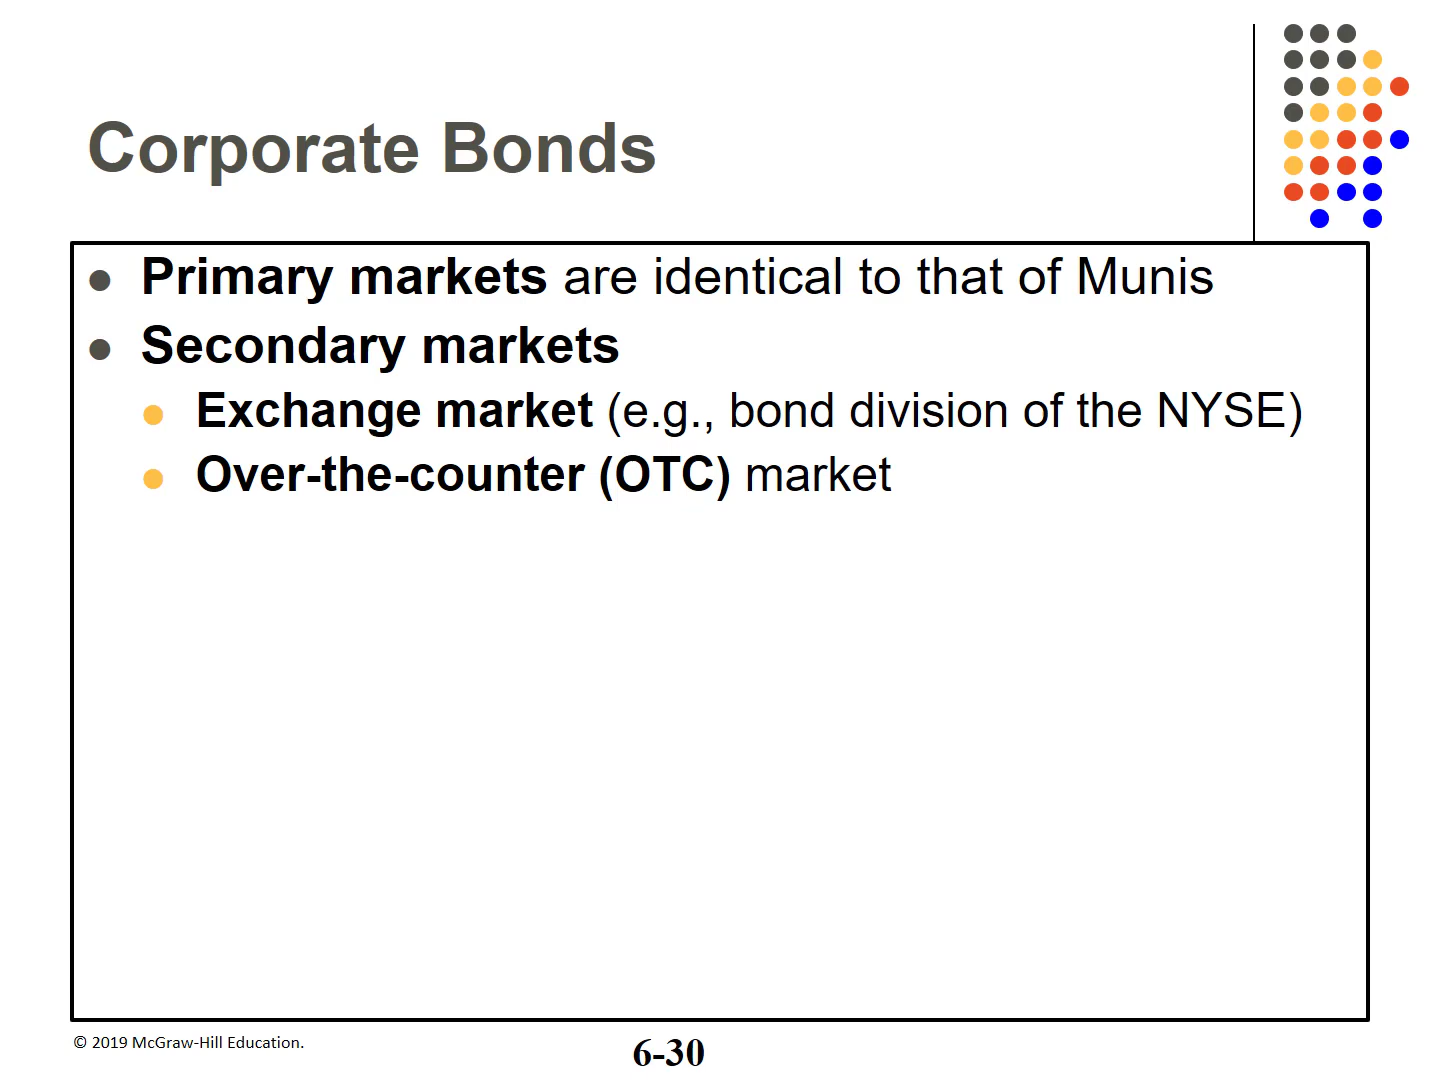 Corporate Bonds
Primary markets are identical to that of Munis
Secondary markets
Exchange market (e.g., bond division of the NYSE)
Over-the-counter (OTC) market
© 2019 McGraw-Hill Education.
6-30